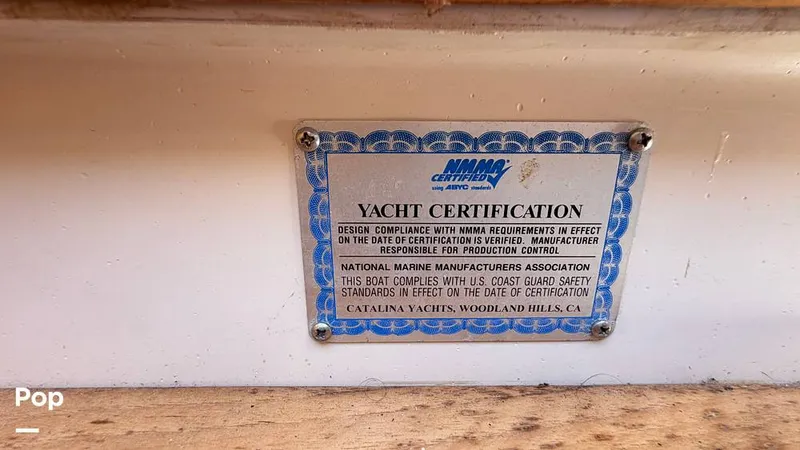 NMMA®
CERTIFIED
using ABYC standards
YACHT CERTIFICATION
DESIGN COMPLIANCE WITH NMMA REQUIREMENTS IN EFFECT
ON THE DATE OF CERTIFICATION IS VERIFIED. MANUFACTURER
RESPONSIBLE FOR PRODUCTION CONTROL
NATIONAL MARINE MANUFACTURERS ASSOCIATION
THIS BOAT COMPLIES WITH U.S. COAST GUARD SAFETY
STANDARDS IN EFFECT ON THE DATE OF CERTIFICATION
CATALINA YACHTS, WOODLAND HILLS, CA
Pop